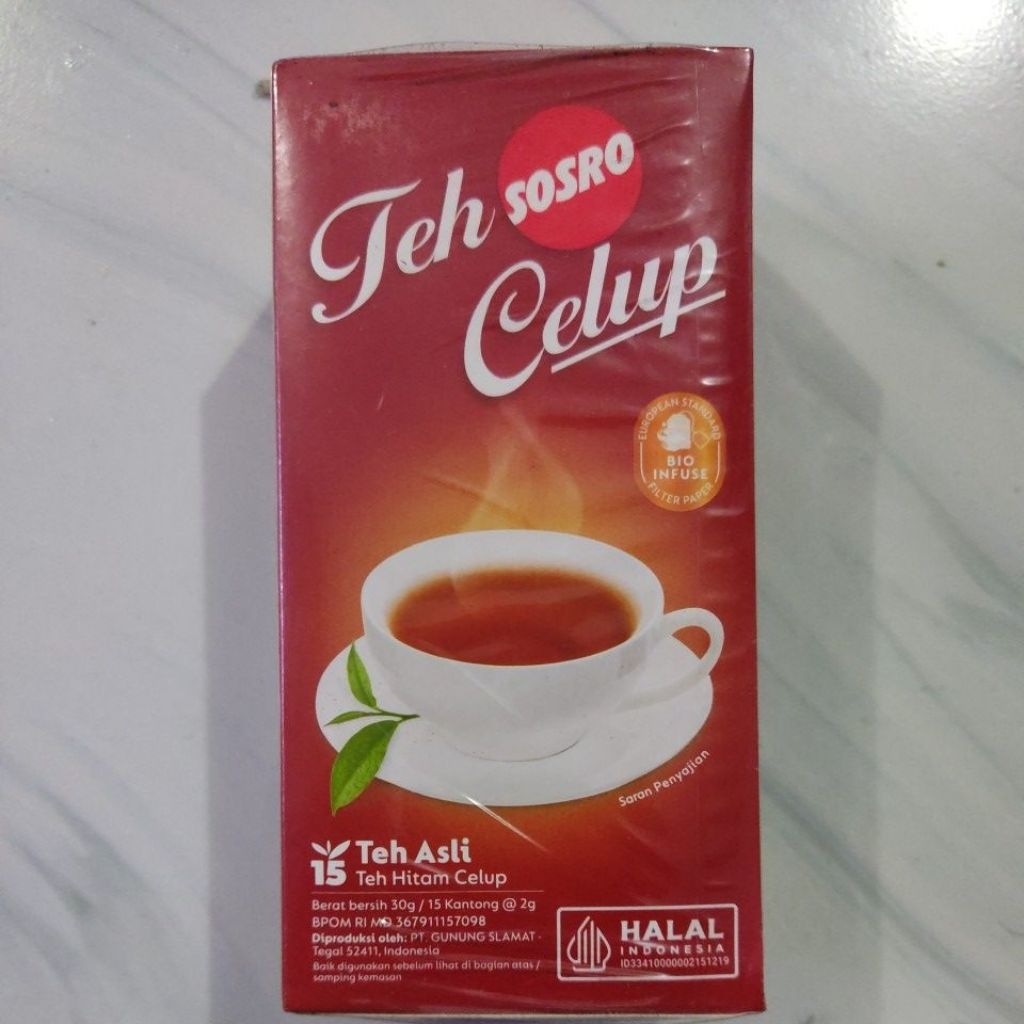 Teh SOSRO
Celup
EUROPEAN STANDARD
BIO
INFUSE
FILTER PAPER
Saran Penyajian
15 Teh Asli
Teh Hitam Celup
Berat bersih 30g / 15 Kantong @ 2g
BPOM RI MD 367911157098
Diproduksi oleh: PT. GUNUNG SLAMAT -
Tegal 52411, Indonesia
Baik digunakan sebelum lihat di bagian atas /
samping kemasan
HALAL
INDONESIA
ID33410000002151219